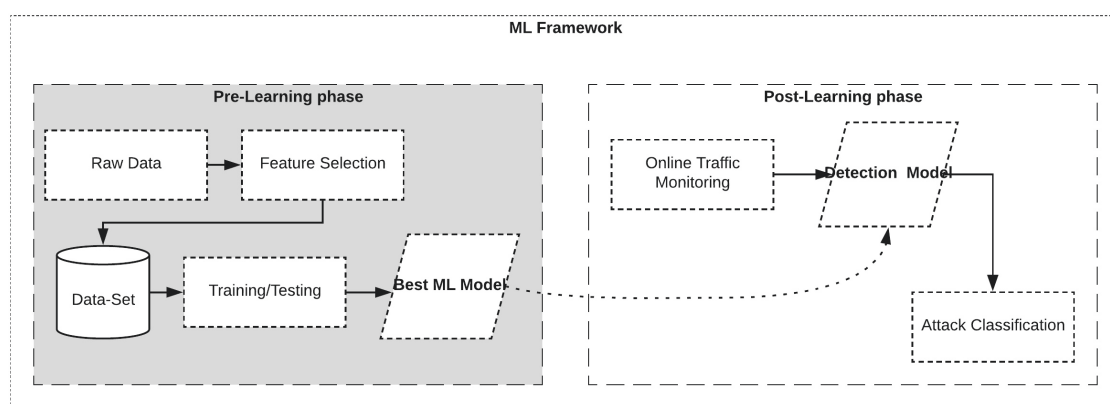 ML Framework
Pre-Learning phase
Raw Data
Feature Selection
Data-Set
Training/Testing
Best ML Model
Post-Learning phase
Online Traffic
Monitoring
Detection Model
Attack Classification